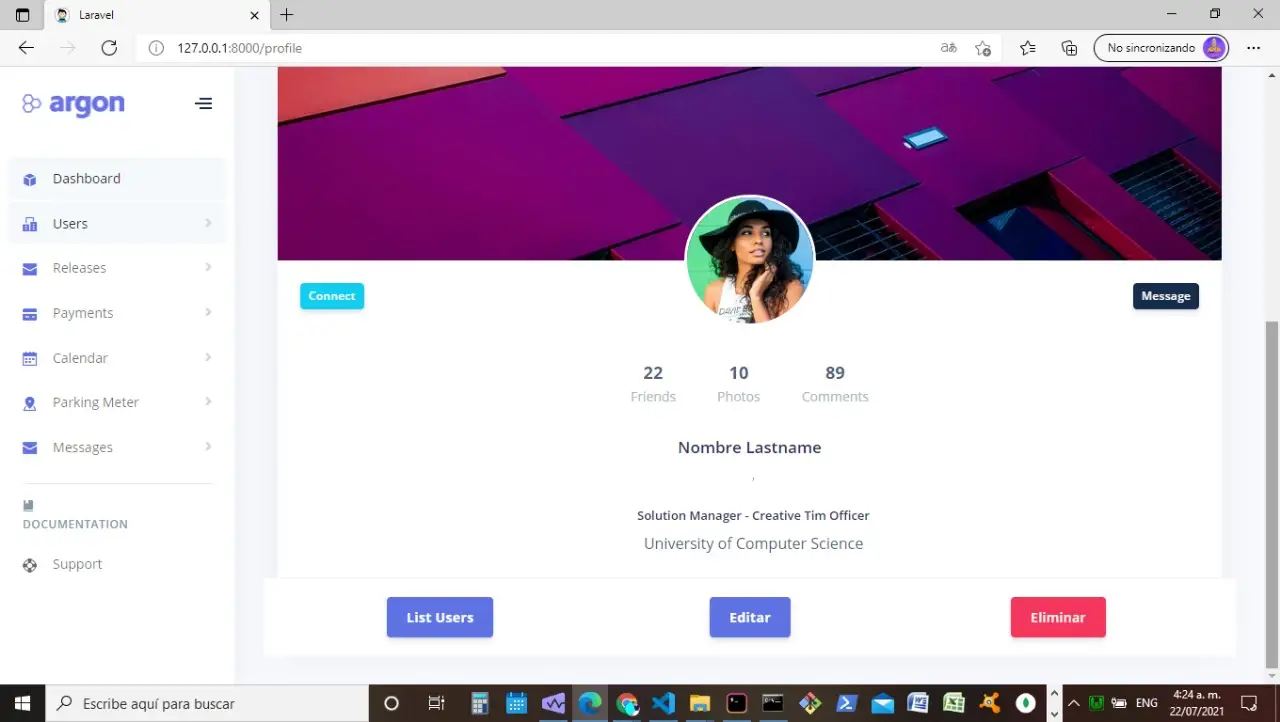 Laravel
127.0.0.1:8000/profile
No sincronizando
argon
Dashboard
Users
Releases
Payments
Calendar
Parking Meter
Messages
DOCUMENTATION
Support
Connect
Message
22 10 89
Friends Photos Comments
Nombre Lastname
,
Solution Manager - Creative Tim Officer
University of Computer Science
List Users Editar Eliminar
Escribe aquí para buscar
ENG
4:24 a. m.
22/07/2021